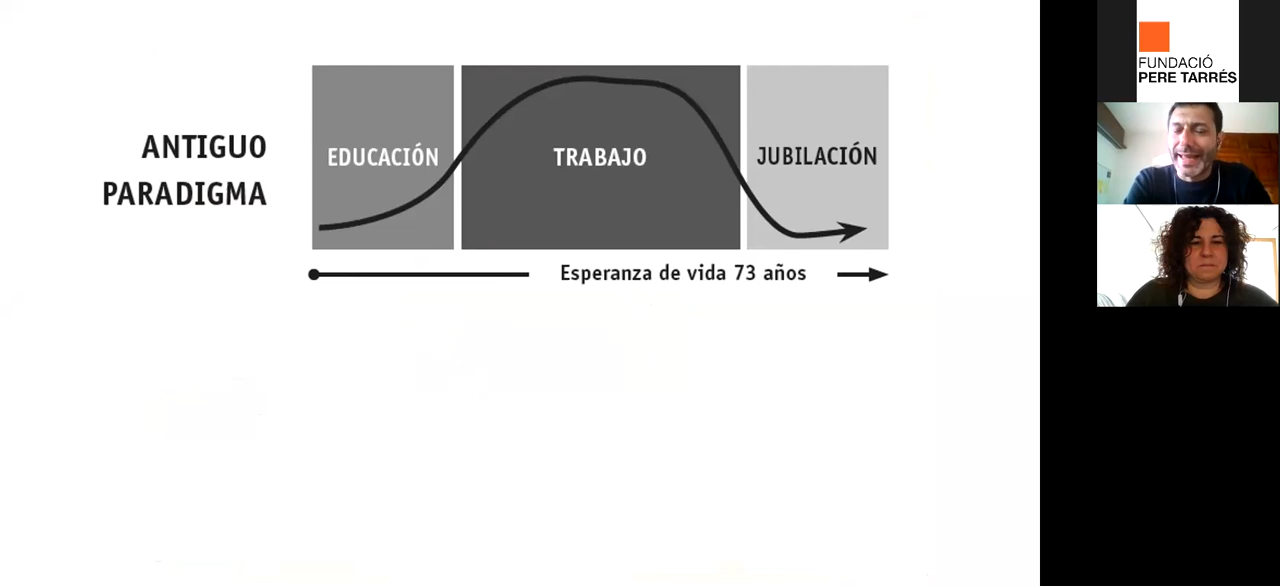 ANTIGUO
PARADIGMA
EDUCACIÓN
TRABAJO
JUBILACIÓN
Esperanza de vida 73 años
FUNDACIÓ
PERE TARRÉS